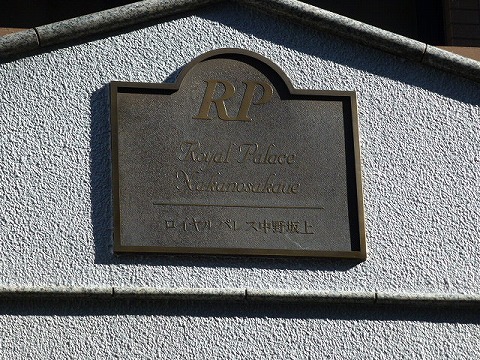 RP
Royal Palace
Nakanosakaue
ロイヤルパレス中野坂上